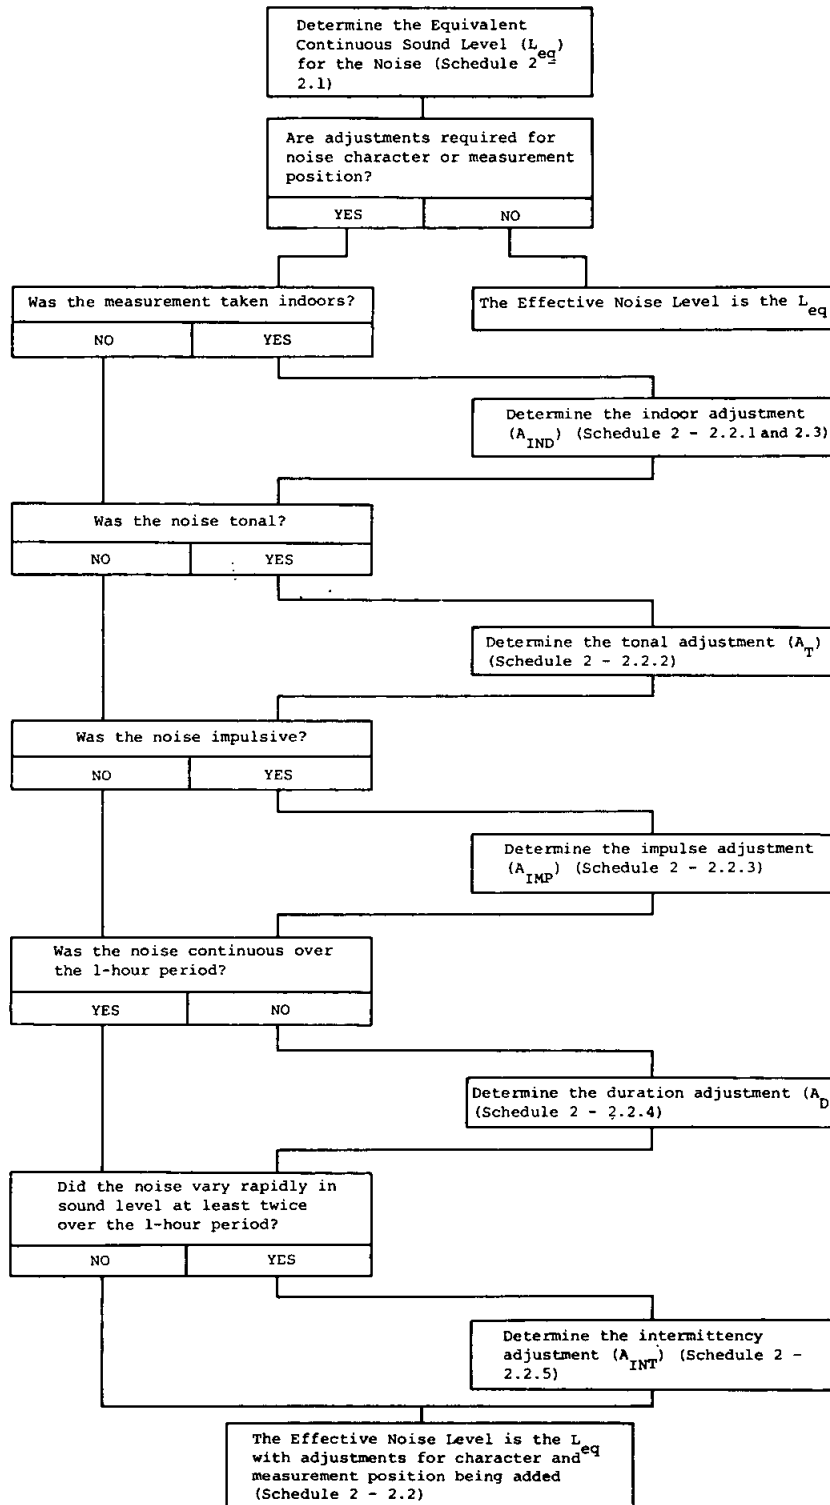 Determine the Equivalent
Continuous Sound Level (Leq)
for the Noise (Schedule 2 -
2.1)
Are adjustments required for
noise character or measurement
position?
YES NO
Was the measurement taken indoors?
NO YES
The Effective Noise Level is the Leq
Determine the indoor adjustment
(AIND) (Schedule 2 - 2.2.1 and 2.3)
Was the noise tonal?
NO YES
Determine the tonal adjustment (AT)
(Schedule 2 - 2.2.2)
Was the noise impulsive?
NO YES
Determine the impulse adjustment
(AIMP) (Schedule 2 - 2.2.3)
Was the noise continuous over
the 1-hour period?
YES NO
Determine the duration adjustment (AD
(Schedule 2 - 2.2.4)
Did the noise vary rapidly in
sound level at least twice
over the 1-hour period?
NO YES
Determine the intermittency
adjustment (AINT) (Schedule 2 -
2.2.5)
The Effective Noise Level is the Leq
with adjustments for character and
measurement position being added
(Schedule 2 - 2.2)